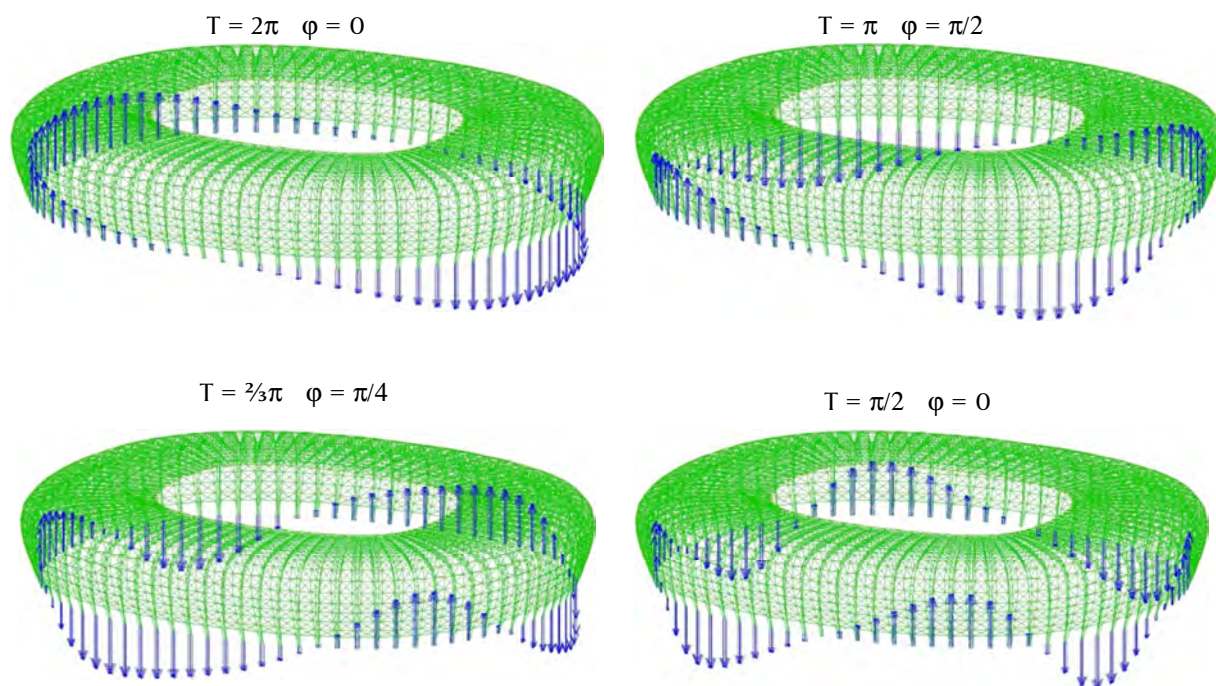 T = 2π φ = 0
T = π φ = π/2
T = ⅔π φ = π/4
T = π/2 φ = 0